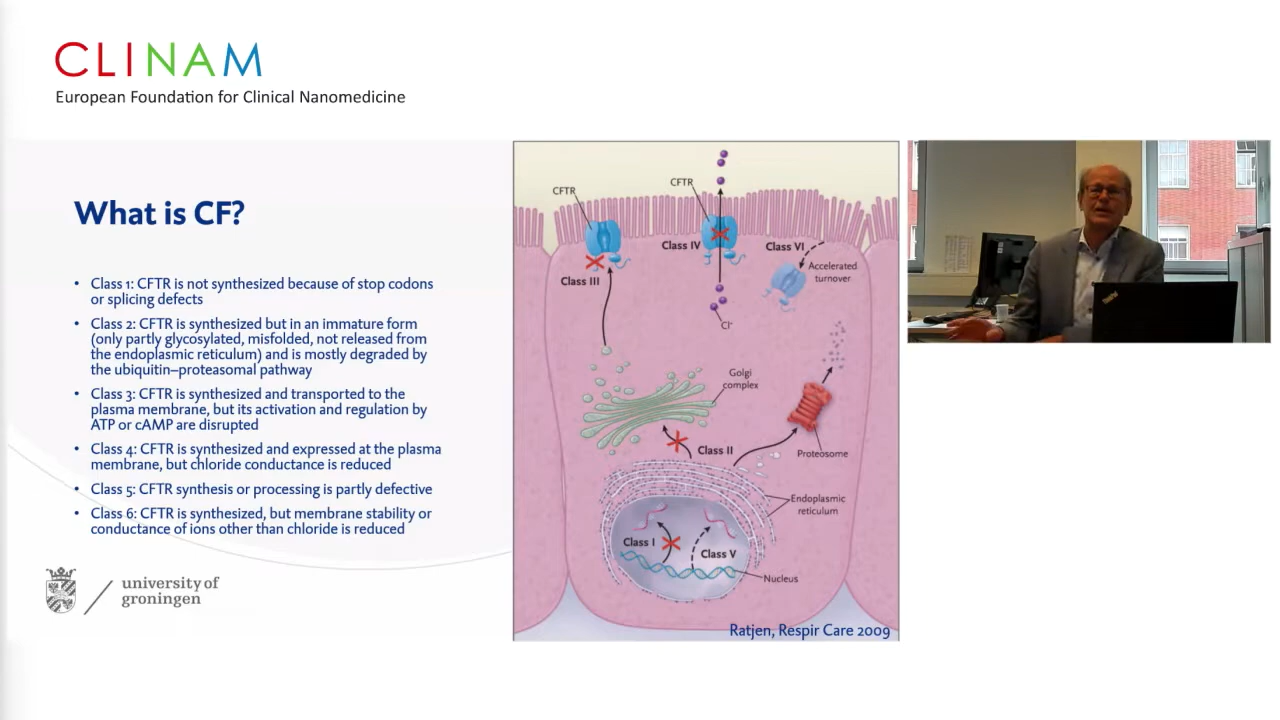 CLINAM
European Foundation for Clinical Nanomedicine
What is CF?
• Class 1: CFTR is not synthesized because of stop codons
or splicing defects
• Class 2: CFTR is synthesized but in an immature form
(only partly glycosylated, misfolded, not released from
the endoplasmic reticulum) and is mostly degraded by
the ubiquitin–proteasomal pathway
• Class 3: CFTR is synthesized and transported to the
plasma membrane, but its activation and regulation by
ATP or cAMP are disrupted
• Class 4: CFTR is synthesized and expressed at the plasma
membrane, but chloride conductance is reduced
• Class 5: CFTR synthesis or processing is partly defective
• Class 6: CFTR is synthesized, but membrane stability or
conductance of ions other than chloride is reduced
university of
groningen
CFTR
CFTR
Class IV
Class VI
Accelerated
turnover
Class III
Cl-
Golgi
complex
Class II
Proteosome
Endoplasmic
reticulum
Class I
Class V
Nucleus
Ratjen, Respir Care 2009
ThinkPad